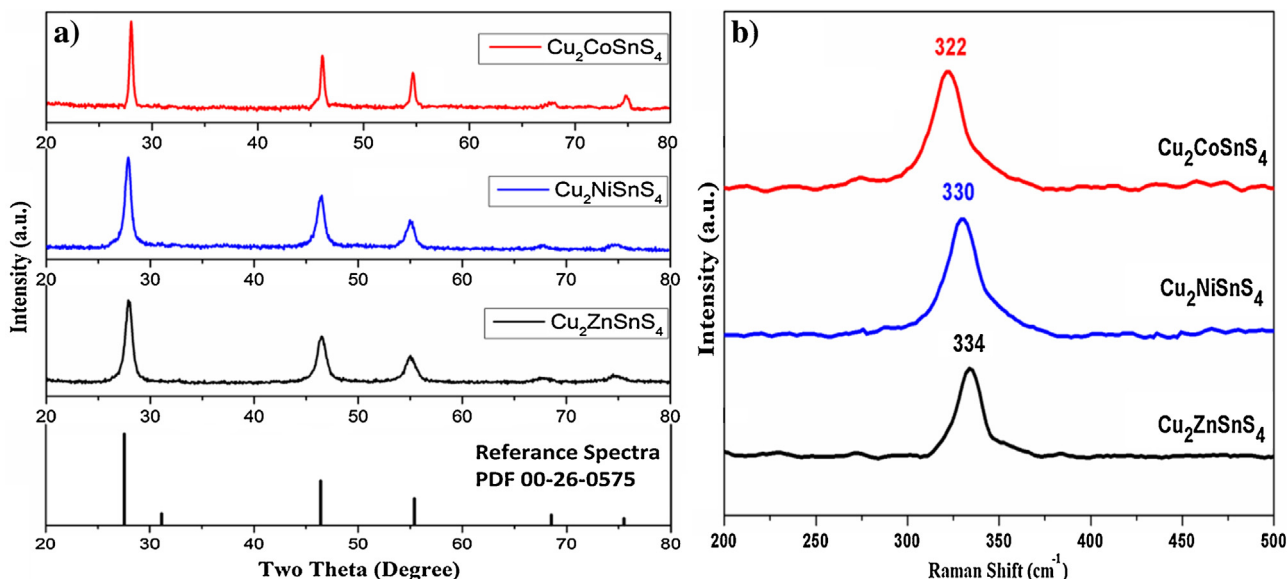 a)
Cu₂CoSnS₄
20 30 40 50 60 70 80
Cu₂NiSnS₄
20 30 40 50 60 70 80
Cu₂ZnSnS₄
20 30 40 50 60 70 80
Referance Spectra
PDF 00-26-0575
20 30 40 50 60 70 80
Two Theta (Degree)
Intensity (a.u.)
b)
322
Cu₂CoSnS₄
330
Cu₂NiSnS₄
334
Cu₂ZnSnS₄
200 250 300 350 400 450 500
Raman Shift (cm⁻¹)
Intensity (a.u.)